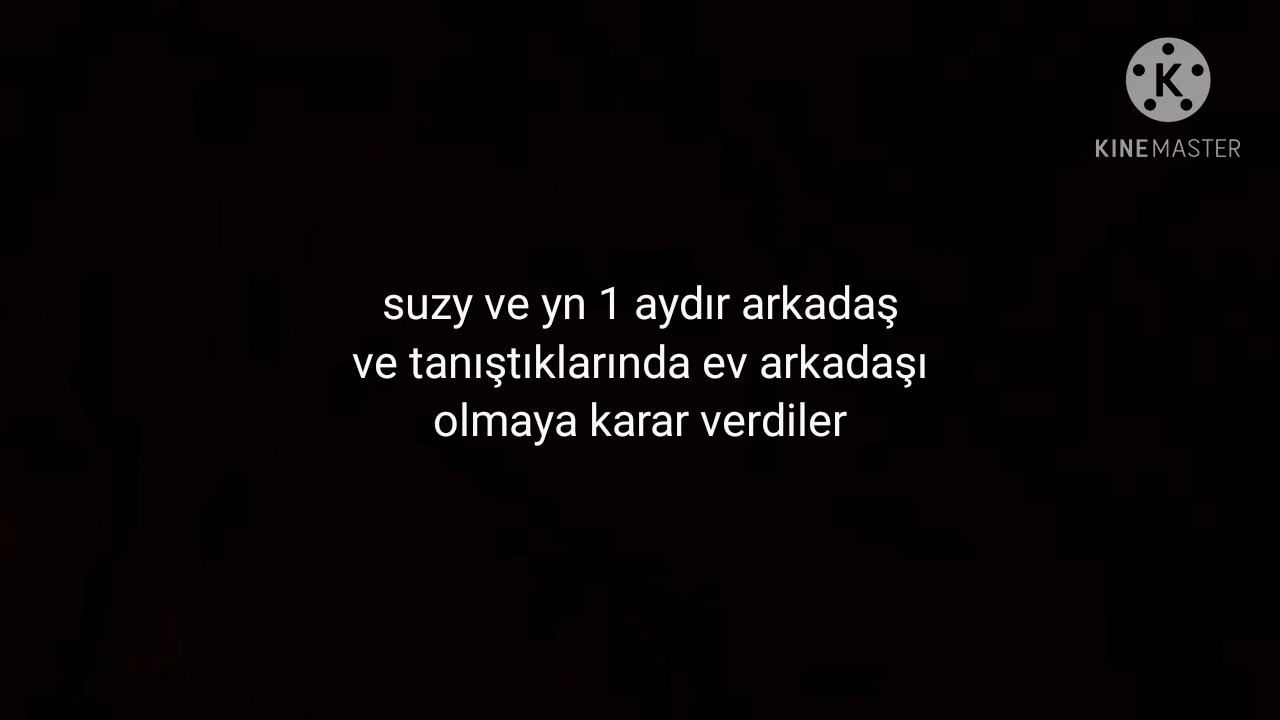 K
KINEMASTER
suzy ve yn 1 aydır arkadaş
ve tanıştıklarında ev arkadaşı
olmaya karar verdiler